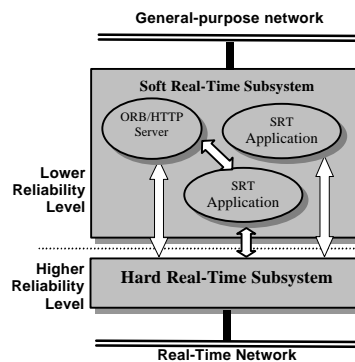 General-purpose network
Soft Real-Time Subsystem
ORB/HTTP
Server
SRT
Application
SRT
Application
Lower
Reliability
Level
Higher
Reliability
Level
Hard Real-Time Subsystem
Real-Time Network